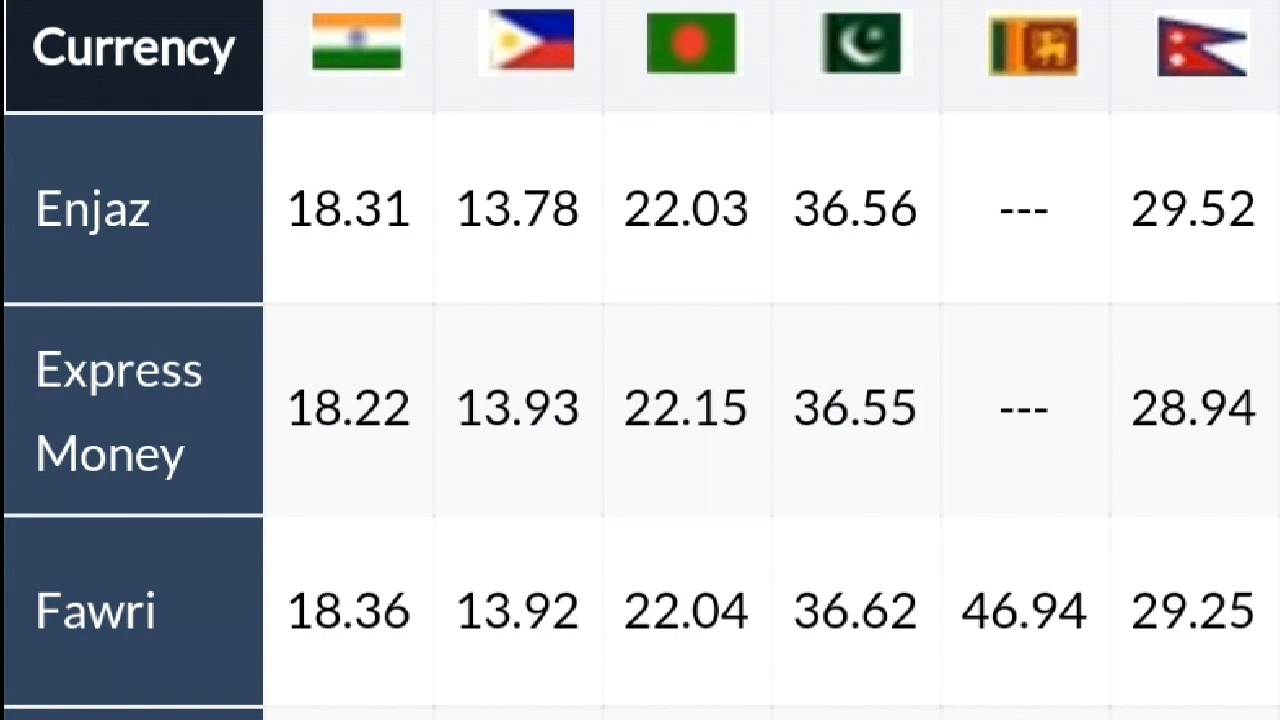 Currency
Enjaz 18.31 13.78 22.03 36.56 --- 29.52
Express
Money 18.22 13.93 22.15 36.55 --- 28.94
Fawri 18.36 13.92 22.04 36.62 46.94 29.25